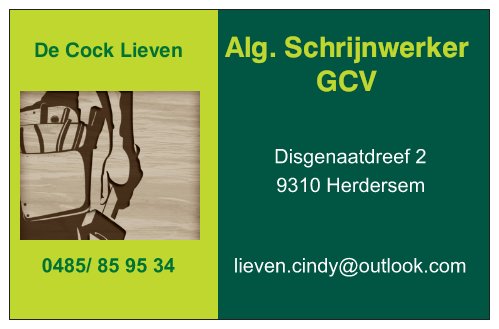 De Cock Lieven
0485/ 85 95 34
Alg. Schrijnwerker
GCV
Disgenaatdreef 2
9310 Herdersem
lieven.cindy@outlook.com